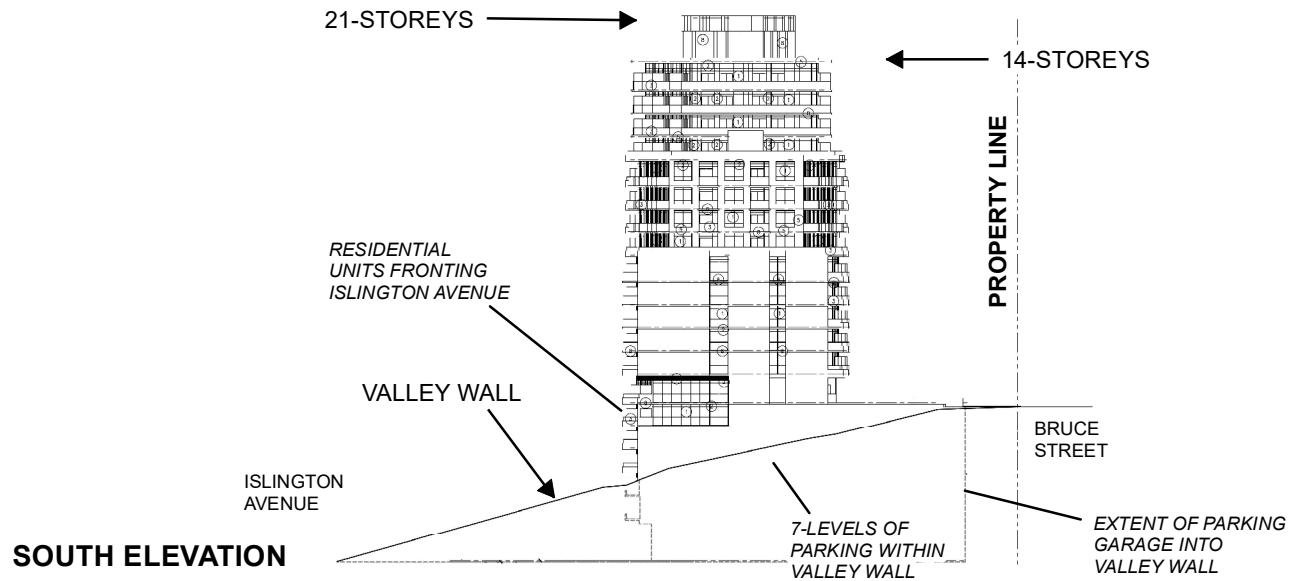 21-STOREYS
14-STOREYS
PROPERTY LINE
RESIDENTIAL
UNITS FRONTING
ISLINGTON AVENUE
VALLEY WALL
BRUCE
STREET
ISLINGTON
AVENUE
7-LEVELS OF
PARKING WITHIN
VALLEY WALL
EXTENT OF PARKING
GARAGE INTO
VALLEY WALL
SOUTH ELEVATION